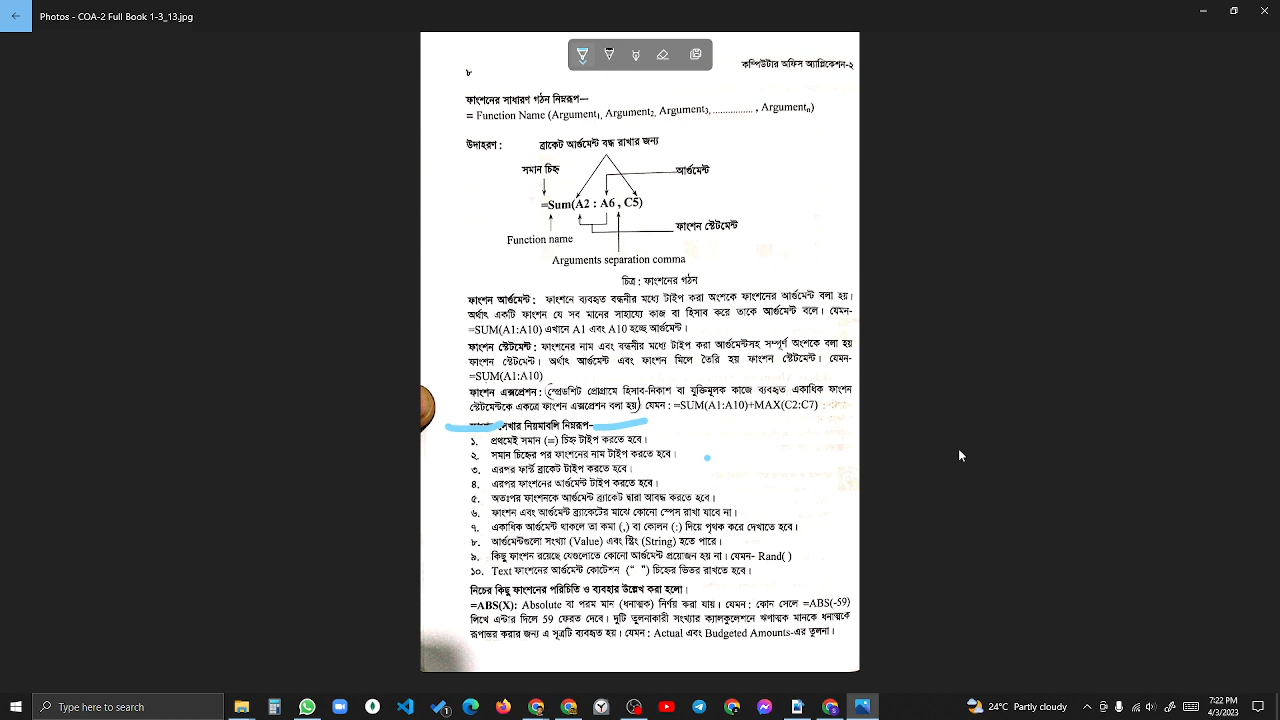 Photos - COA-2 Full Book 1-3_13.jpg
৮
কম্পিউটার অফিস অ্যাপ্লিকেশন-২
ফাংশনের সাধারণ গঠন নিম্নরূপ—
= Function Name (Argument1, Argument2, Argument3, ................ , Argumentn)
উদাহরণ :
ব্রাকেট আর্গুমেন্ট বদ্ধ রাখার জন্য
সমান চিহ্ন
আর্গুমেন্ট
=Sum(A2 : A6 , C5)
ফাংশন স্টেটমেন্ট
Function name
Arguments separation comma
চিত্র : ফাংশনের গঠন
ফাংশন আর্গুমেন্ট : ফাংশনে ব্যবহৃত বন্ধনীর মধ্যে টাইপ করা অংশকে ফাংশনের আর্গুমেন্ট বলা হয়।
অর্থাৎ একটি ফাংশন যে সব মানের সাহায্যে কাজ বা হিসাব করে তাকে আর্গুমেন্ট বলে। যেমন-
=SUM(A1:A10) এখানে A1 এবং A10 হচ্ছে আর্গুমেন্ট।
ফাংশন স্টেটমেন্ট : ফাংশনের নাম এবং বন্ধনীর মধ্যে টাইপ করা আর্গুমেন্টসহ সম্পূর্ণ অংশকে বলা হয়
ফাংশন স্টেটমেন্ট। অর্থাৎ আর্গুমেন্ট এবং ফাংশন মিলে তৈরি হয় ফাংশন স্টেটমেন্ট। যেমন-
=SUM(A1:A10)
ফাংশন এক্সপ্রেশন : স্প্রেডশিট প্রোগ্রামে হিসাব-নিকাশ বা যুক্তিমূলক কাজে ব্যবহৃত একাধিক ফাংশন
স্টেটমেন্টকে একত্রে ফাংশন এক্সপ্রেশন বলা হয়। যেমন : =SUM(A1:A10)+MAX(C2:C7)
লেখার নিয়মাবলি নিম্নরূপ-
১. প্রথমেই সমান (=) চিহ্ন টাইপ করতে হবে।
২. সমান চিহ্নের পর ফাংশনের নাম টাইপ করতে হবে।
৩. এরপর ফার্স্ট ব্রাকেট টাইপ করতে হবে।
৪. এরপর ফাংশনের আর্গুমেন্ট টাইপ করতে হবে।
৫. অতঃপর ফাংশনকে আর্গুমেন্ট ব্র্যাকেট দ্বারা আবদ্ধ করতে হবে।
৬. ফাংশন এবং আর্গুমেন্ট ব্র্যাকেটের মাঝে কোনো স্পেস রাখা যাবে না।
৭. একাধিক আর্গুমেন্ট থাকলে তা কমা (,) বা কোলন (:) দিয়ে পৃথক করে দেখাতে হবে।
৮. আর্গুমেন্টগুলো সংখ্যা (Value) এবং স্ট্রিং (String) হতে পারে।
৯. কিছু ফাংশন রয়েছে যেগুলোতে কোনো আর্গুমেন্ট প্রয়োজন হয় না। যেমন- Rand( )
১০. Text ফাংশনের আর্গুমেন্ট কোটেশন (“ ”) চিহ্নের ভিতর রাখতে হবে।
নিচের কিছু ফাংশনের পরিচিতি ও ব্যবহার উল্লেখ করা হলো।
=ABS(X): Absolute বা পরম মান (ধনাত্মক) নির্ণয় করা যায়। যেমন : কোন সেলে =ABS(-59)
লিখে এন্টার দিলে 59 ফেরত দেবে। দুটি তুলনাকারী সংখ্যার ক্যালকুলেশনে ঋণাত্মক মানকে ধনাত্মকে
রূপান্তর করার জন্য এ সূত্রটি ব্যবহৃত হয়। যেমন : Actual এবং Budgeted Amounts-এর তুলনা।
Type here to search
24°C Partly cloudy
7:22 PM
4/3/2023